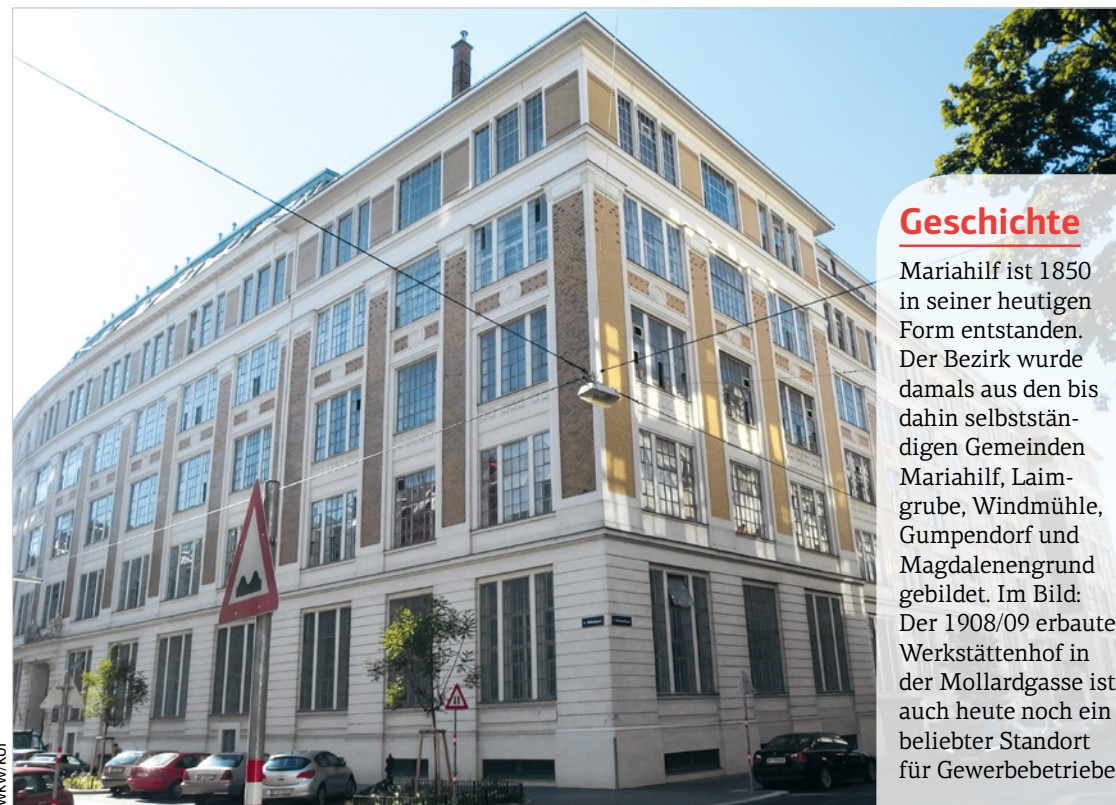 Geschichte
Mariahilf ist 1850
in seiner heutigen
Form entstanden.
Der Bezirk wurde
damals aus den bis
dahin selbststän-
digen Gemeinden
Mariahilf, Laim-
grube, Windmühle,
Gumpendorf und
Magdalenengrund
gebildet. Im Bild:
Der 1908/09 erbaute
Werkstättenhof in
der Mollardgasse ist
auch heute noch ein
beliebter Standort
für Gewerbebetriebe